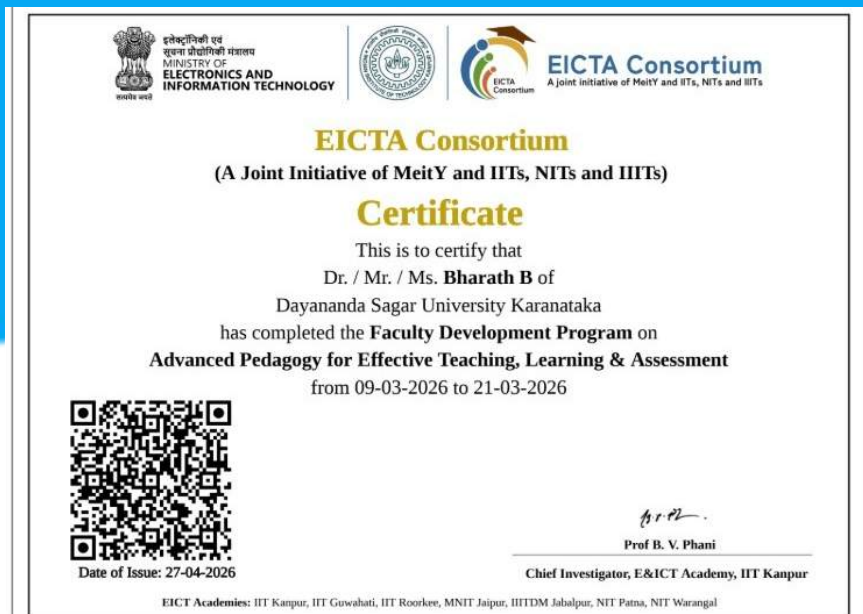 इलेक्ट्रॉनिकी एवं
सूचना प्रौद्योगिकी मंत्रालय
MINISTRY OF
ELECTRONICS AND
INFORMATION TECHNOLOGY
सत्यमेव जयते
EICTA
Consortium
EICTA Consortium
A joint initiative of MeitY and IITs, NITs and IIITs
EICTA Consortium
(A Joint Initiative of MeitY and IITs, NITs and IIITs)
Certificate
This is to certify that
Dr. / Mr. / Ms. Bharath B of
Dayananda Sagar University Karanataka
has completed the Faculty Development Program on
Advanced Pedagogy for Effective Teaching, Learning & Assessment
from 09-03-2026 to 21-03-2026
Date of Issue: 27-04-2026
Prof B. V. Phani
Chief Investigator, E&ICT Academy, IIT Kanpur
EICT Academies: IIT Kanpur, IIT Guwahati, IIT Roorkee, MNIT Jaipur, IIITDM Jabalpur, NIT Patna, NIT Warangal